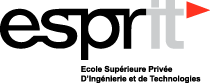 esprit
Ecole Supérieure Privée
D'Ingénierie et de Technologies